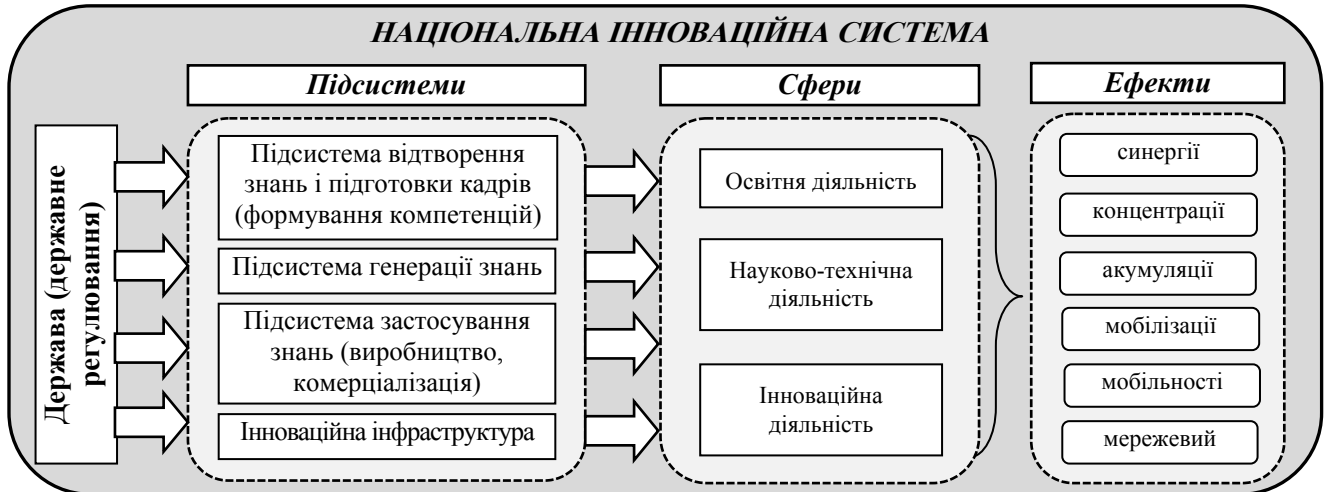 НАЦІОНАЛЬНА ІННОВАЦІЙНА СИСТЕМА
Підсистеми
Сфери
Ефекти
Держава (державне
регулювання)
Підсистема відтворення
знань і підготовки кадрів
(формування компетенцій)
Підсистема генерації знань
Підсистема застосування
знань (виробництво,
комерціалізація)
Інноваційна інфраструктура
Освітня діяльність
Науково-технічна
діяльність
Інноваційна
діяльність
синергії
концентрації
акумуляції
мобілізації
мобільності
мережевий